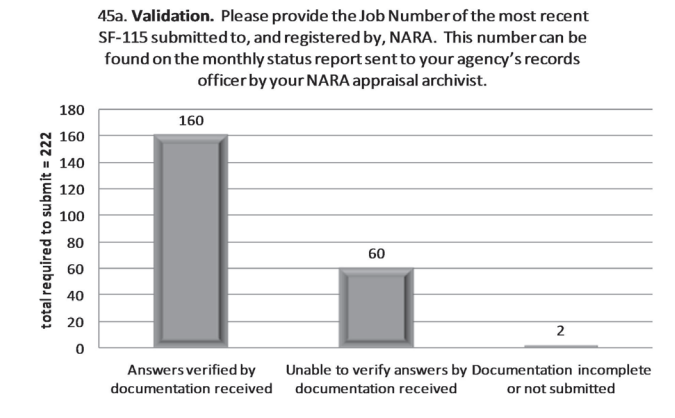 45a. Validation. Please provide the Job Number of the most recent
SF-115 submitted to, and registered by, NARA. This number can be
found on the monthly status report sent to your agency's records
officer by your NARA appraisal archivist.
total required to submit = 222
180
160
140
120
100
80
60
40
20
0
160
60
2
Answers verified by
documentation received
Unable to verify answers by
documentation received
Documentation incomplete
or not submitted